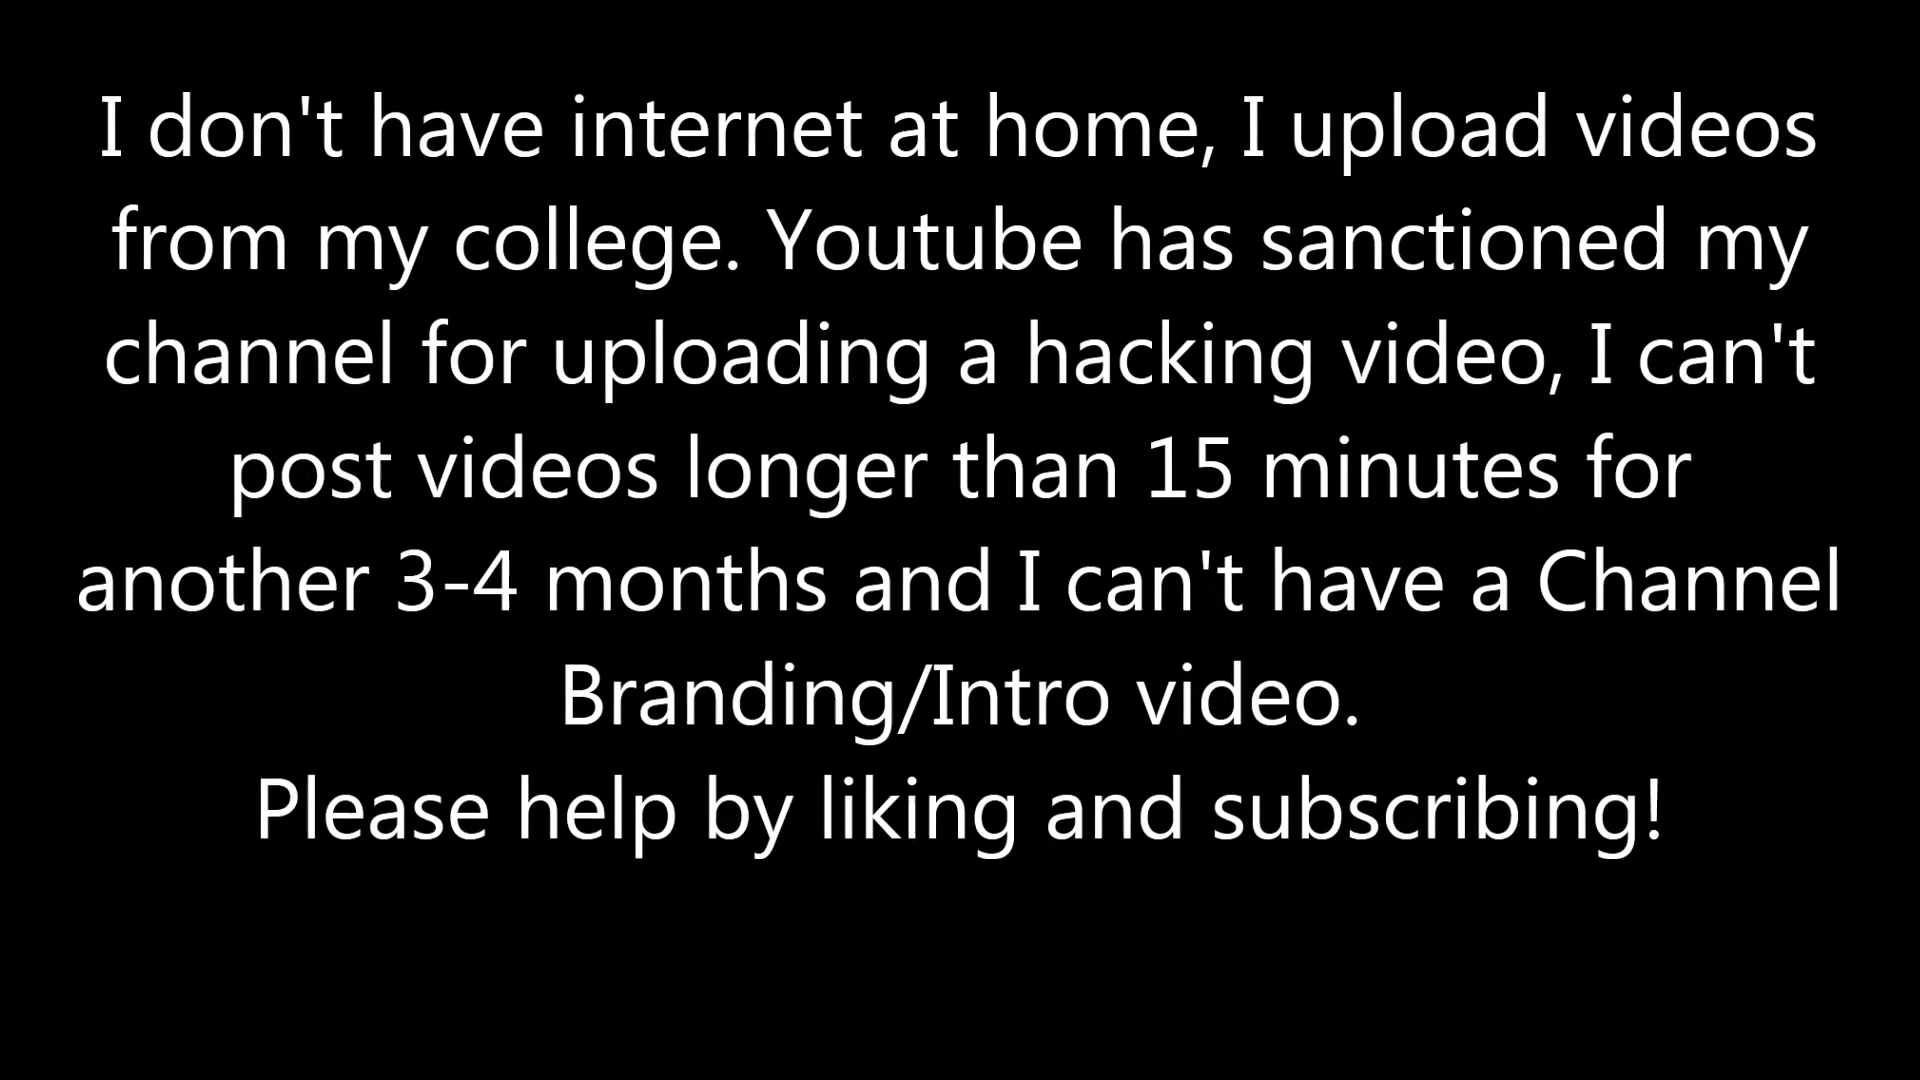 I don't have internet at home, I upload videos
from my college. Youtube has sanctioned my
channel for uploading a hacking video, I can't
post videos longer than 15 minutes for
another 3-4 months and I can't have a Channel
Branding/Intro video.
Please help by liking and subscribing!